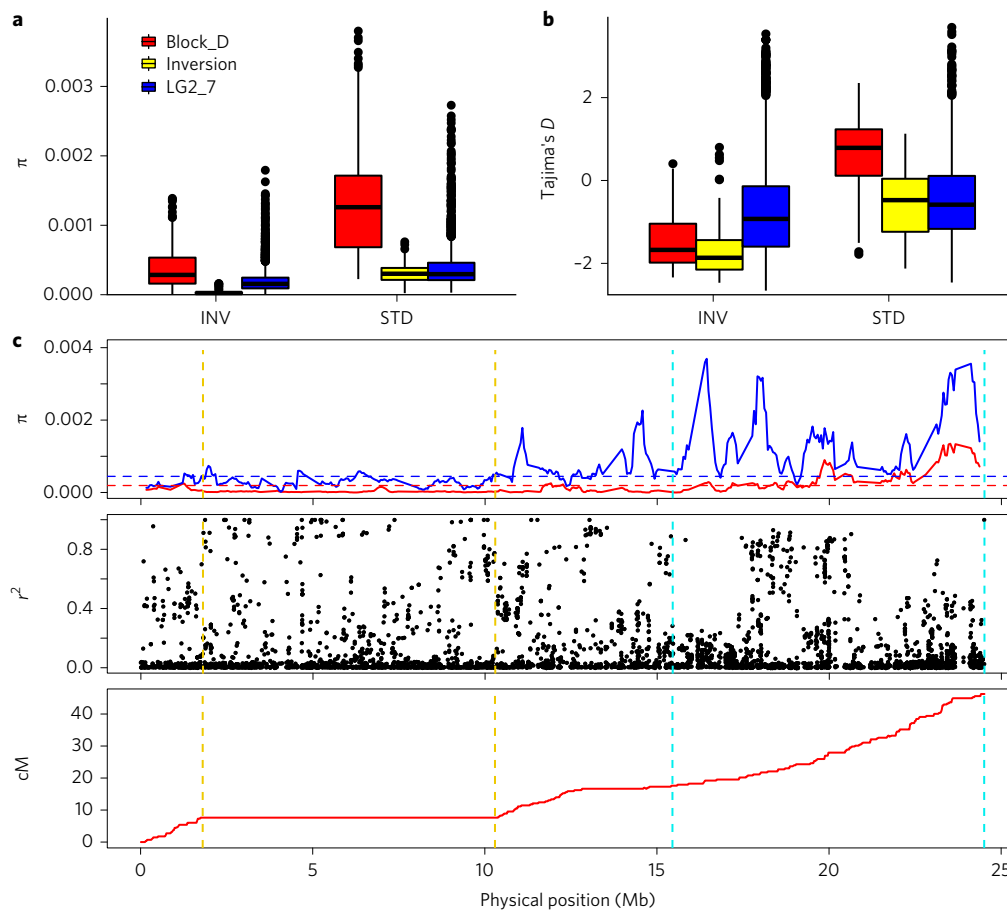 a
Block_D
Inversion
LG2_7
π
0.003
0.002
0.001
0.000
INV
STD
b
Tajima's D
2
0
−2
INV
STD
c
π
0.004
0.002
0.000
r²
0.8
0.4
0.0
cM
40
30
20
10
0
0
5
10
15
20
25
Physical position (Mb)